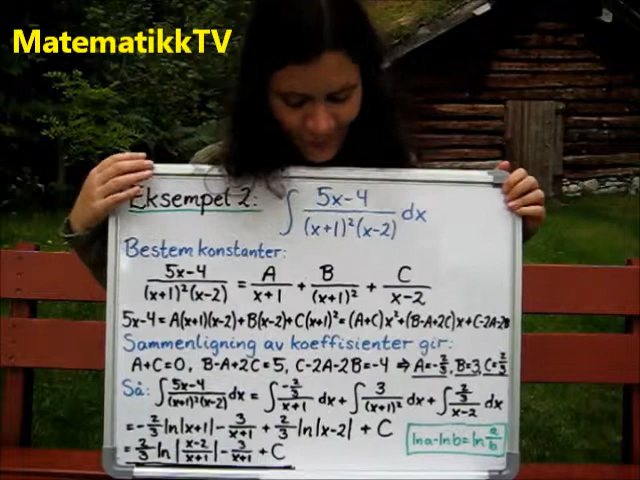 MatematikkTV
Eksempel 2: ∫ (5x-4)/((x+1)²(x-2)) dx
Bestem konstanter:
(5x-4)/((x+1)²(x-2)) = A/(x+1) + B/(x+1)² + C/(x-2)
5x-4 = A(x+1)(x-2)+B(x-2)+C(x+1)² = (A+C)x²+(B-A+2C)x+C-2A-2B
Sammenligning av koeffisienter gir:
A+C=0, B-A+2C=5, C-2A-2B=-4 ⇒ A=-2/3, B=3, C=2/3
Så: ∫ (5x-4)/((x+1)²(x-2)) dx = ∫ (-2/3)/(x+1) dx + ∫ 3/(x+1)² dx + ∫ (2/3)/(x-2) dx
= -2/3 ln|x+1| - 3/(x+1) + 2/3 ln|x-2| + C
= 2/3 ln|(x-2)/(x+1)| - 3/(x+1) + C
lna-lnb=ln a/b